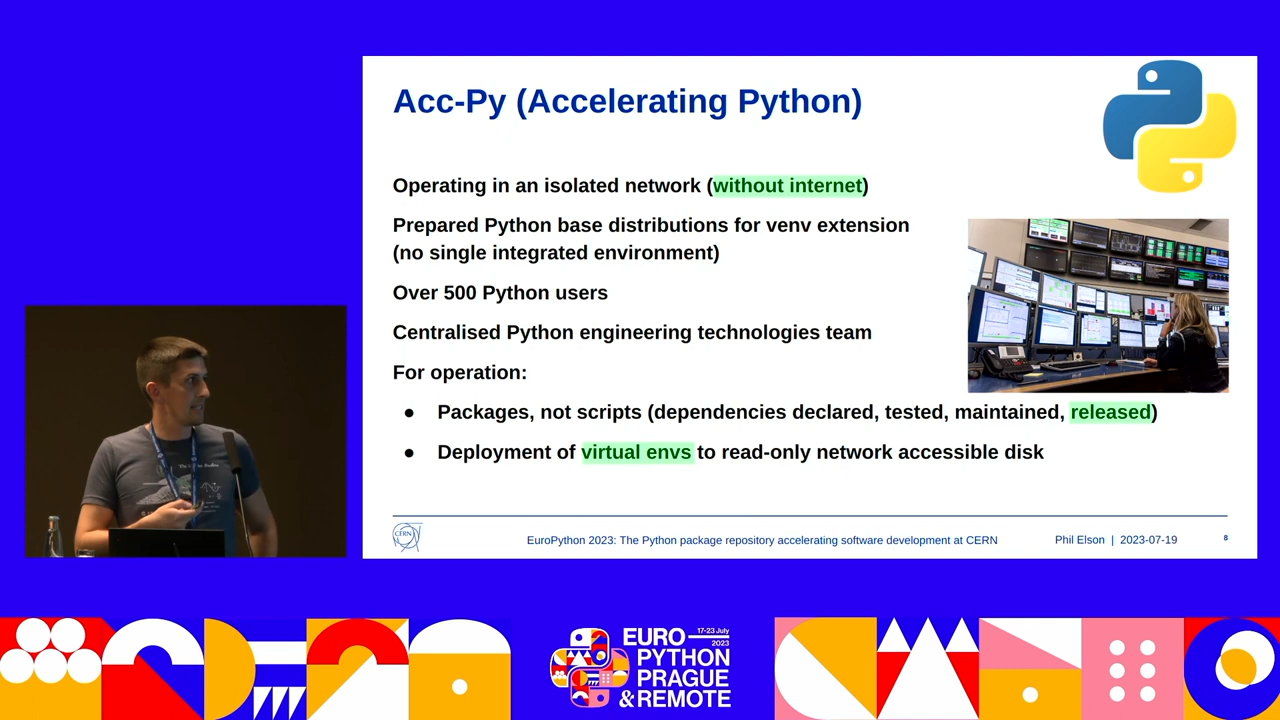 Acc-Py (Accelerating Python)
Operating in an isolated network (without internet)
Prepared Python base distributions for venv extension
(no single integrated environment)
Over 500 Python users
Centralised Python engineering technologies team
For operation:
● Packages, not scripts (dependencies declared, tested, maintained, released)
● Deployment of virtual envs to read-only network accessible disk
CERN
EuroPython 2023: The Python package repository accelerating software development at CERN
Phil Elson | 2023-07-19
8
17-23 July
2023
EURO
PYTHON
PRAGUE
&REMOTE